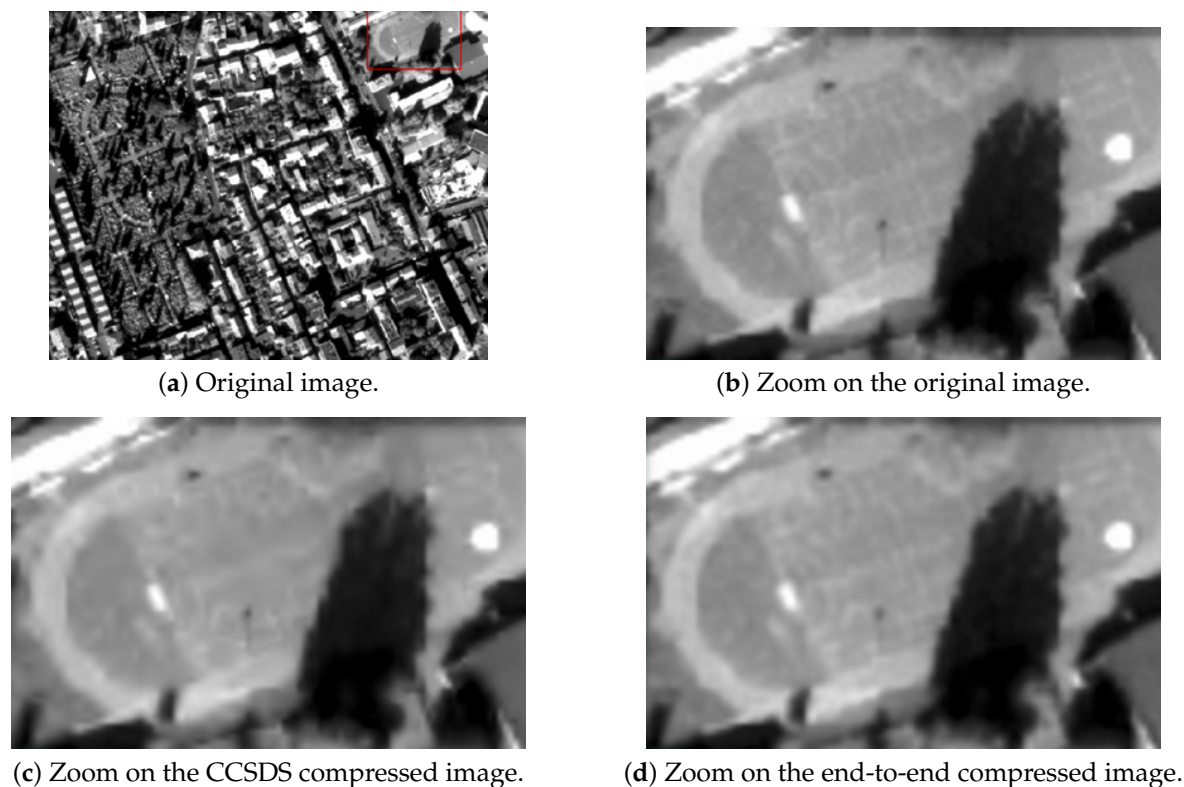 (a) Original image.
(b) Zoom on the original image.
(c) Zoom on the CCSDS compressed image.
(d) Zoom on the end-to-end compressed image.